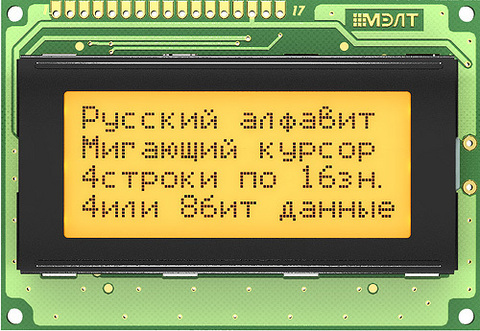 17
МЭЛТ
Русский алфавит
Мигающий курсор
4строки по 16зн.
4или 8бит данные